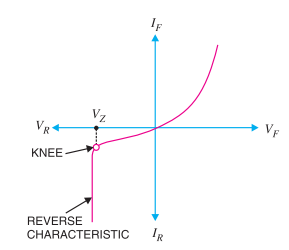 I_F
V_Z
V_R
V_F
KNEE
REVERSE
CHARACTERISTIC
I_R